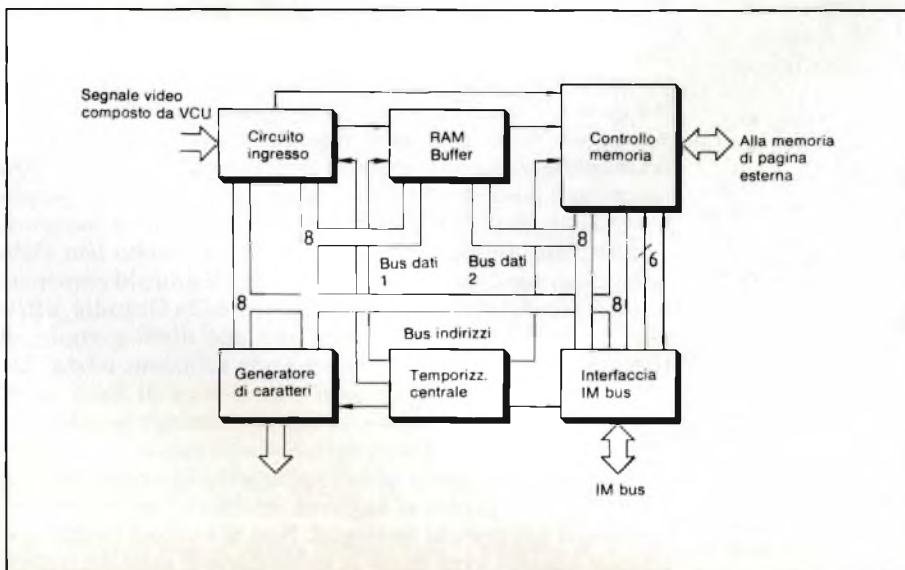 Segnale video
composto da VCU
Circuito
ingresso
RAM
Buffer
Controllo
memoria
Alla memoria
di pagina
esterna
8
8
6
Bus dati
1
Bus dati
2
8
8
Bus indirizzi
Generatore
di caratteri
Temporizz.
centrale
Interfaccia
IM bus
IM bus